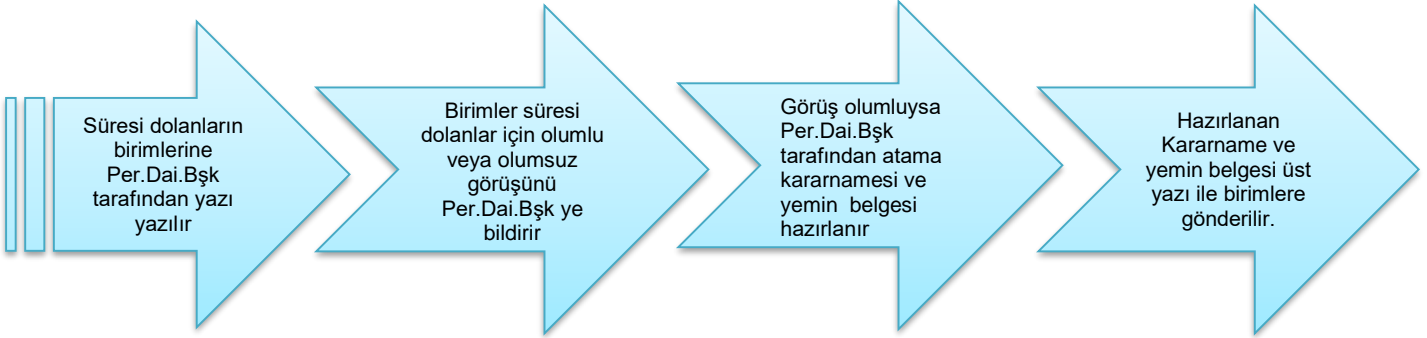 Süresi dolanların
birimlerine
Per.Dai.Bşk
tarafından yazı
yazılır
Birimler süresi
dolanlar için olumlu
veya olumsuz
görüşünü
Per.Dai.Bşk ye
bildirir
Görüş olumluysa
Per.Dai.Bşk
tarafından atama
kararnamesi ve
yemin  belgesi
hazırlanır
Hazırlanan
Kararname ve
yemin belgesi üst
yazı ile birimlere
gönderilir.